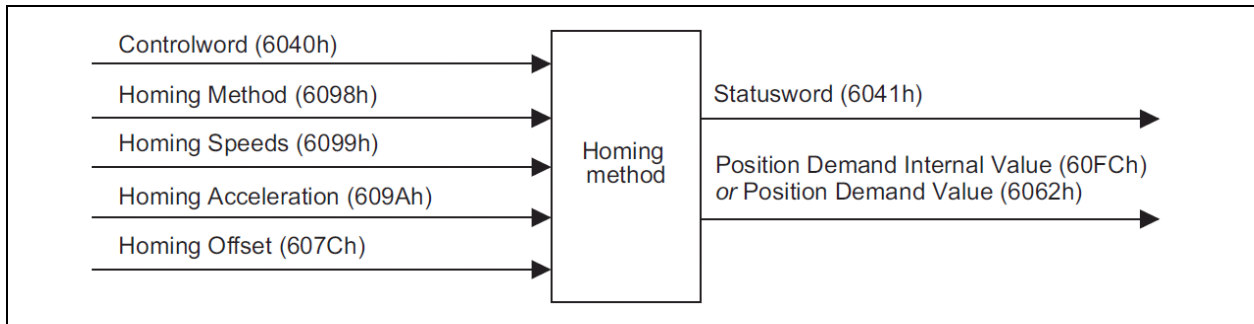 Controlword (6040h)
Homing Method (6098h)
Homing Speeds (6099h)
Homing Acceleration (609Ah)
Homing Offset (607Ch)
Homing
method
Statusword (6041h)
Position Demand Internal Value (60FCh)
or Position Demand Value (6062h)